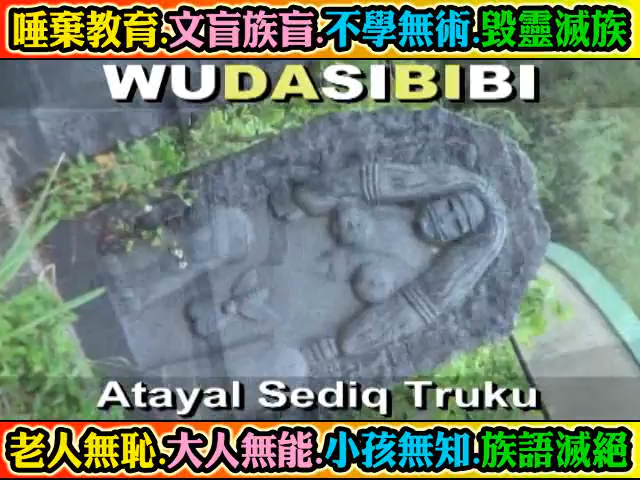 唾棄教育.文盲族盲.不學無術.毀靈滅族
WUDASIBIBI
Atayal Sediq Truku
老人無恥.大人無能.小孩無知.族語滅絕